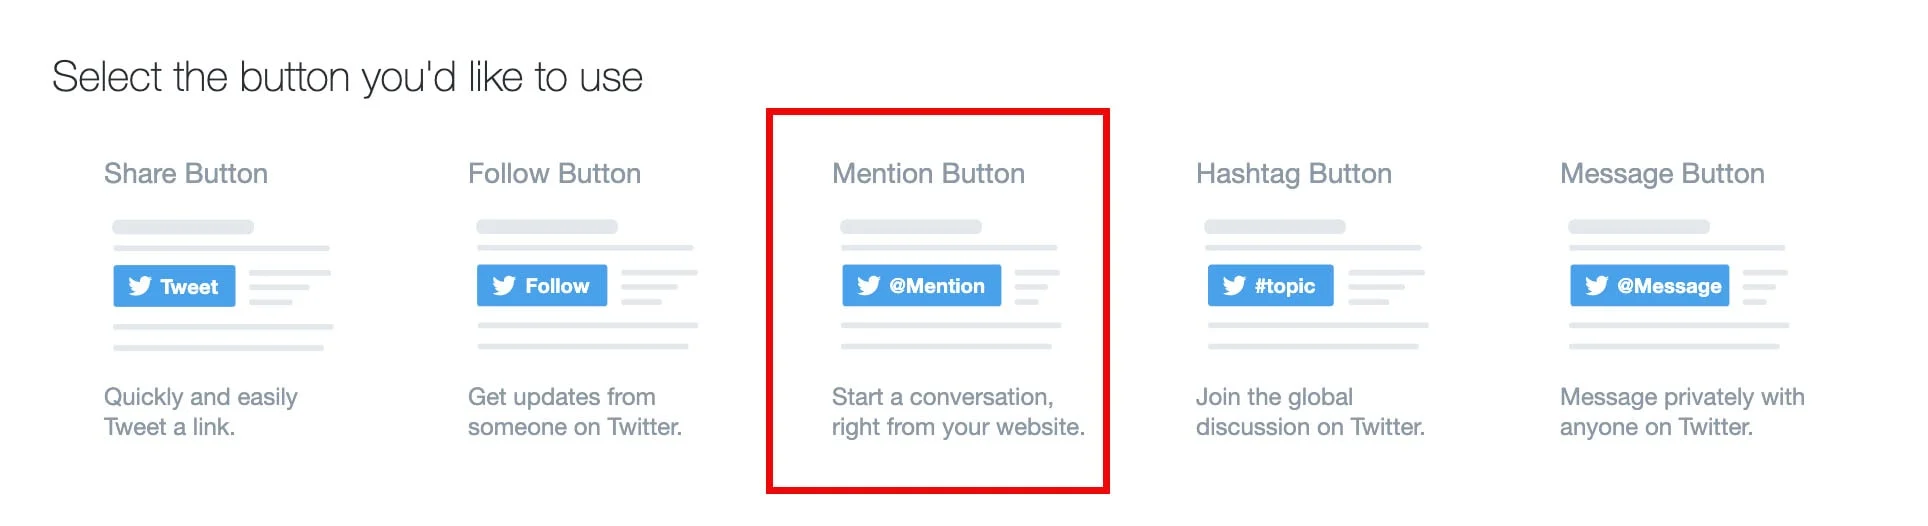 Select the button you'd like to use
Share Button
Tweet
Quickly and easily
Tweet a link.
Follow Button
Follow
Get updates from
someone on Twitter.
Mention Button
@Mention
Start a conversation,
right from your website.
Hashtag Button
#topic
Join the global
discussion on Twitter.
Message Button
@Message
Message privately with
anyone on Twitter.